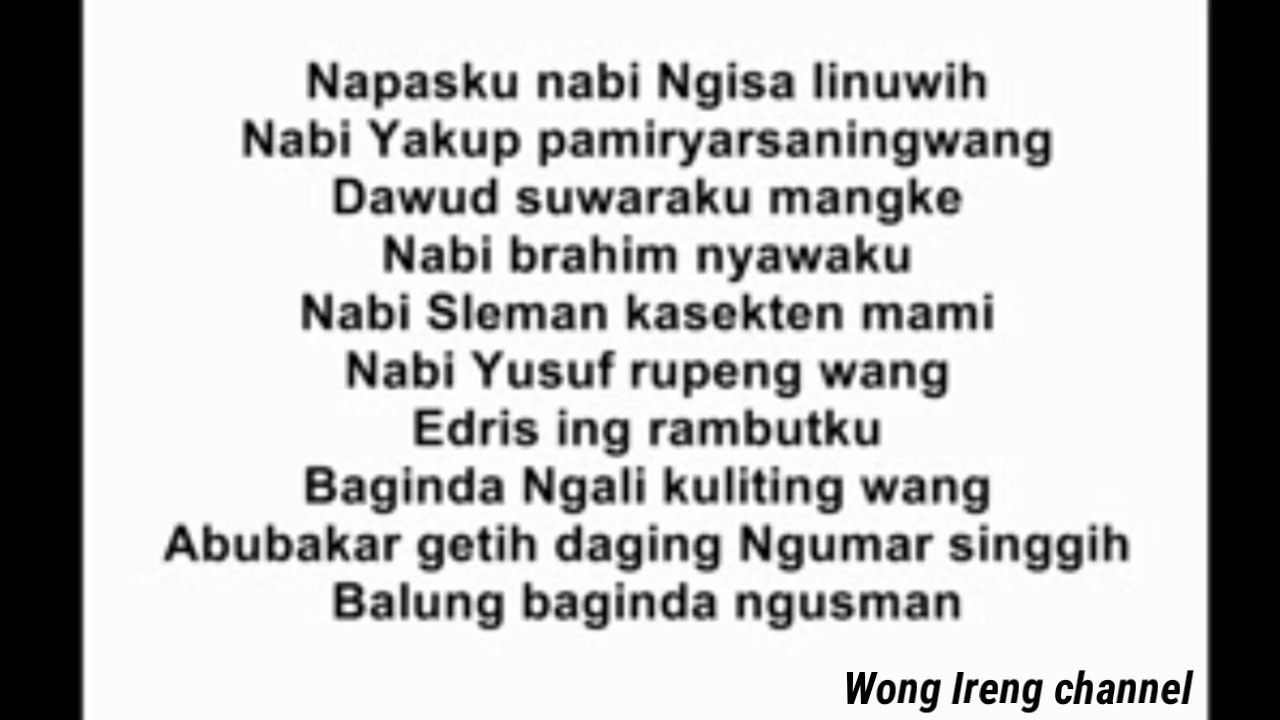 Napasku nabi Ngisa linuwih
Nabi Yakup pamiryarsaningwang
Dawud suwaraku mangke
Nabi brahim nyawaku
Nabi Sleman kasekten mami
Nabi Yusuf rupeng wang
Edris ing rambutku
Baginda Ngali kuliting wang
Abubakar getih daging Ngumar singgih
Balung baginda ngusman
Wong Ireng channel